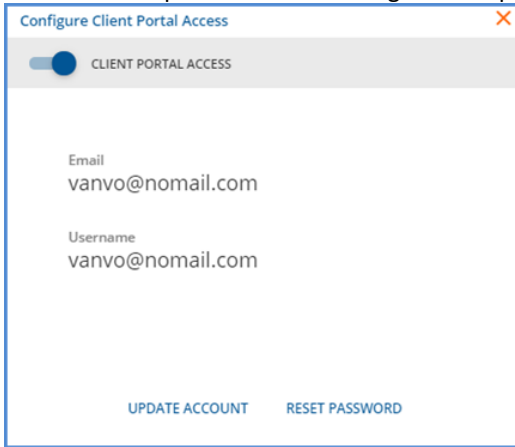 Configure Client Portal Access
CLIENT PORTAL ACCESS
Email
vanvo@nomail.com
Username
vanvo@nomail.com
UPDATE ACCOUNT RESET PASSWORD